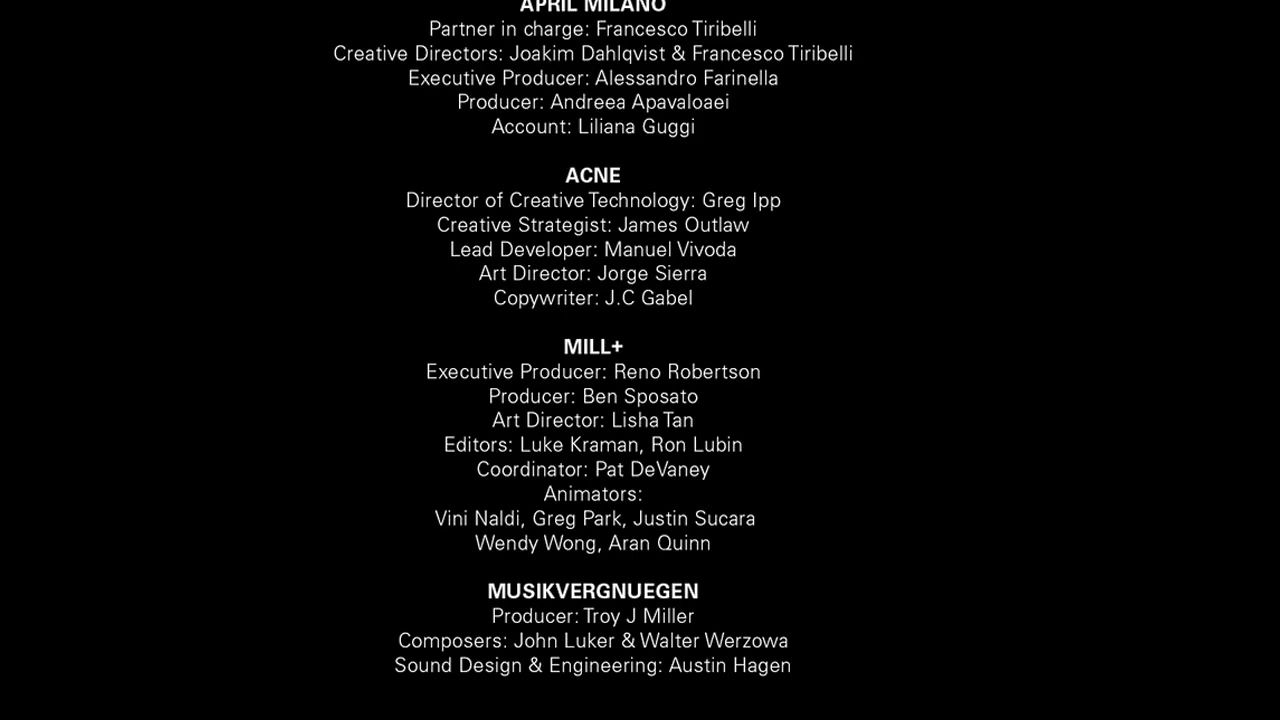 APRIL MILANO
Partner in charge: Francesco Tiribelli
Creative Directors: Joakim Dahlqvist & Francesco Tiribelli
Executive Producer: Alessandro Farinella
Producer: Andreea Apavaloaei
Account: Liliana Guggi
ACNE
Director of Creative Technology: Greg Ipp
Creative Strategist: James Outlaw
Lead Developer: Manuel Vivoda
Art Director: Jorge Sierra
Copywriter: J.C Gabel
MILL+
Executive Producer: Reno Robertson
Producer: Ben Sposato
Art Director: Lisha Tan
Editors: Luke Kraman, Ron Lubin
Coordinator: Pat DeVaney
Animators:
Vini Naldi, Greg Park, Justin Sucara
Wendy Wong, Aran Quinn
MUSIKVERGNUEGEN
Producer: Troy J Miller
Composers: John Luker & Walter Werzowa
Sound Design & Engineering: Austin Hagen